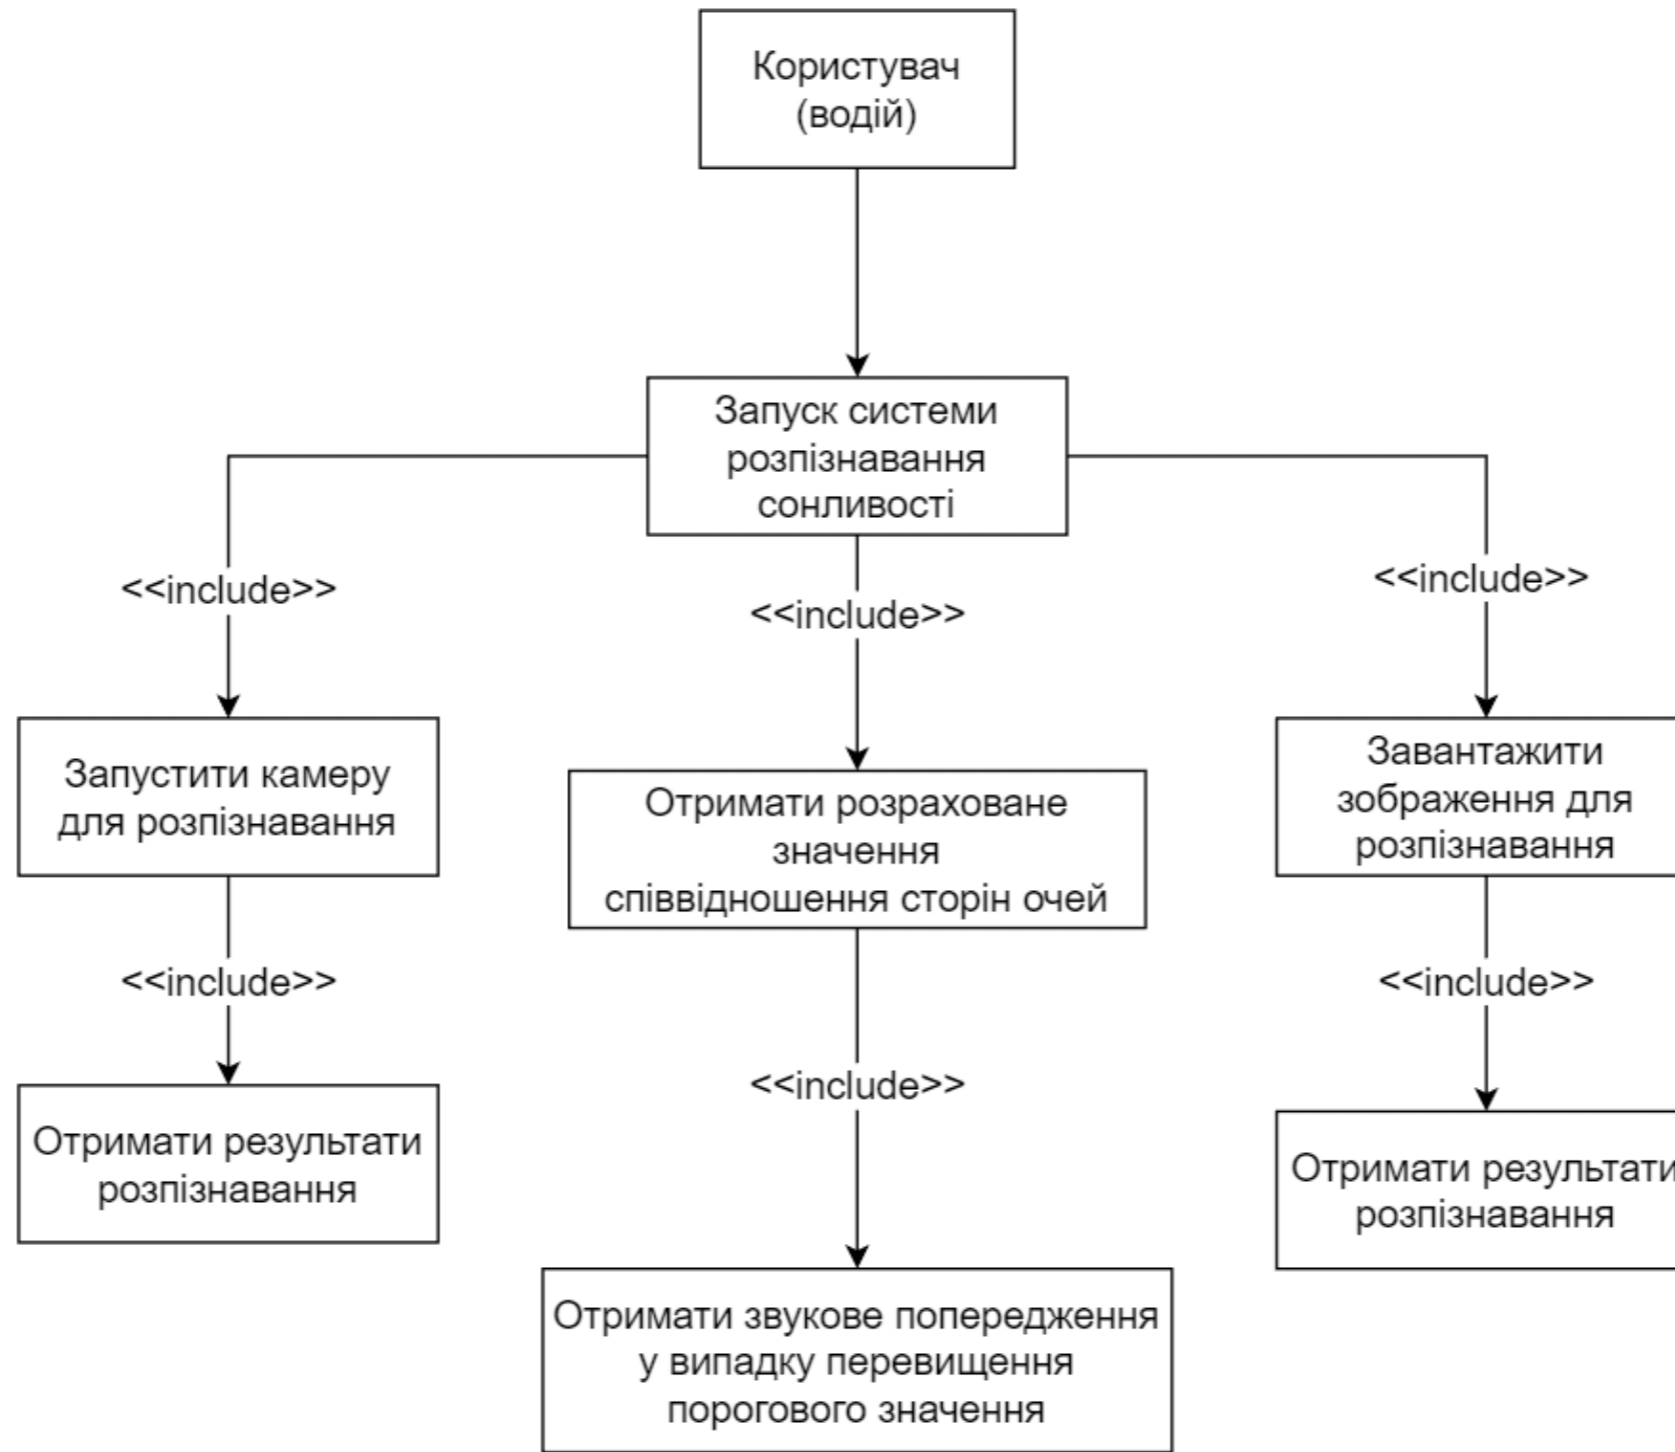 Користувач
(водій)
Запуск системи
розпізнавання
сонливості
<<include>>
<<include>>
<<include>>
Запустити камеру
для розпізнавання
Отримати розраховане
значення
співвідношення сторін очей
Завантажити
зображення для
розпізнавання
<<include>>
<<include>>
<<include>>
Отримати результати
розпізнавання
Отримати звукове попередження
у випадку перевищення
порогового значення
Отримати результати
розпізнавання